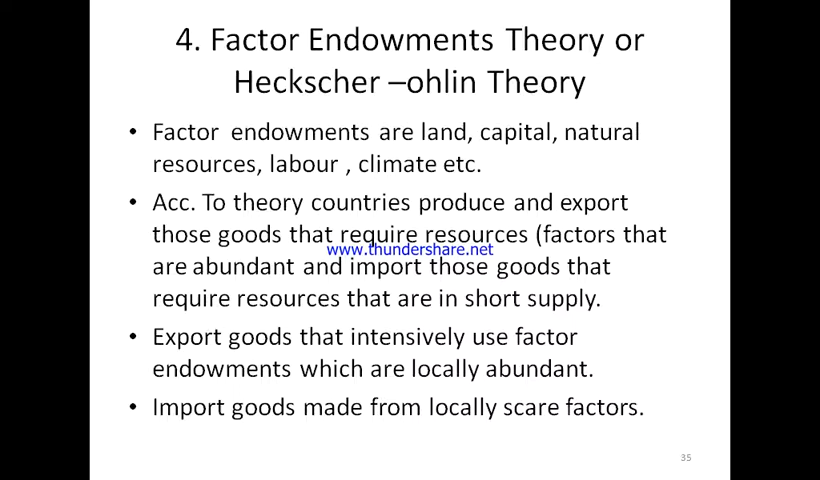 4. Factor Endowments Theory or
Heckscher –ohlin Theory
• Factor endowments are land, capital, natural
resources, labour , climate etc.
• Acc. To theory countries produce and export
those goods that require resources (factors that
www.thundershare.net
are abundant and import those goods that
require resources that are in short supply.
• Export goods that intensively use factor
endowments which are locally abundant.
• Import goods made from locally scare factors.
35